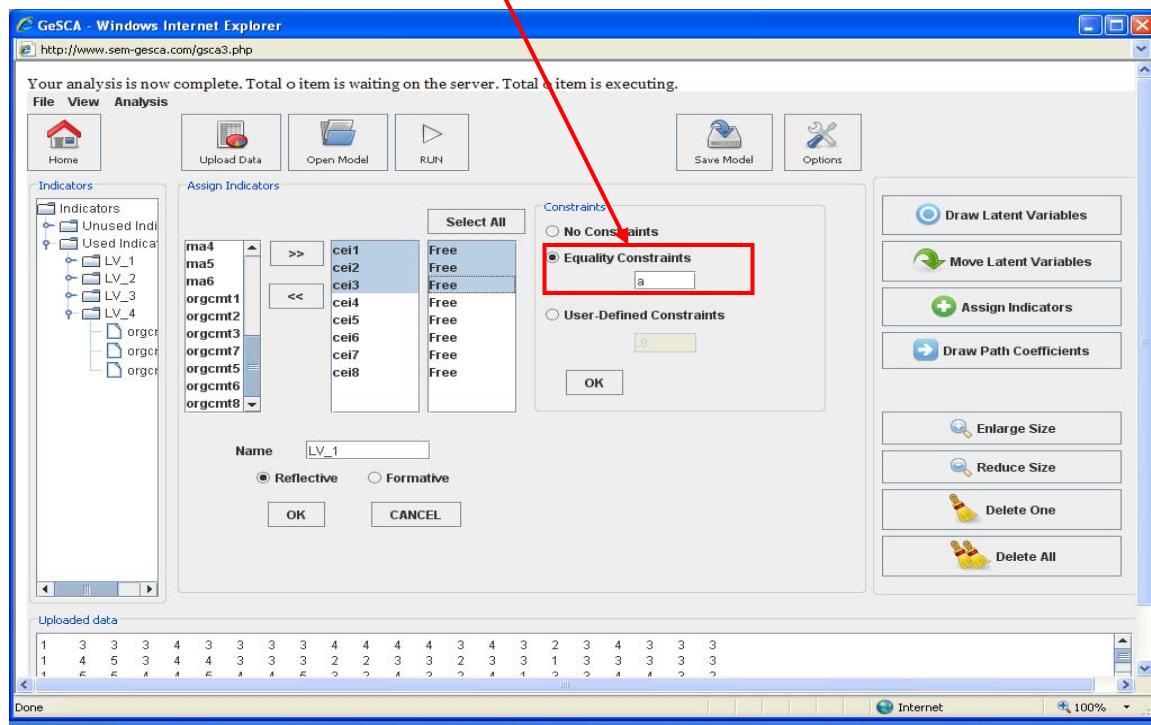 GeSCA - Windows Internet Explorer
http://www.sem-gesca.com/gsca3.php
Your analysis is now complete. Total 0 item is waiting on the server. Total 0 item is executing.
File View Analysis
Home
Upload Data
Open Model
RUN
Save Model
Options
Indicators
Indicators
Unused Indi
Used Indica
LV_1
LV_2
LV_3
LV_4
orgcr
orgcr
orgcr
Assign Indicators
Select All
ma4
ma5
ma6
orgcmt1
orgcmt2
orgcmt3
orgcmt7
orgcmt5
orgcmt6
orgcmt8
>>
<<
cei1 Free
cei2 Free
cei3 Free
cei4 Free
cei5 Free
cei6 Free
cei7 Free
cei8 Free
Constraints
No Constraints
Equality Constraints
a
User-Defined Constraints
.8
OK
Name LV_1
Reflective Formative
OK CANCEL
Draw Latent Variables
Move Latent Variables
Assign Indicators
Draw Path Coefficients
Enlarge Size
Reduce Size
Delete One
Delete All
Uploaded data
1 3 3 3 4 3 3 3 3 4 4 4 4 3 4 3 2 3 4 3 3 3
1 4 5 3 4 4 3 3 3 2 2 3 3 2 3 3 1 3 3 3 3 3
Done
Internet
100%